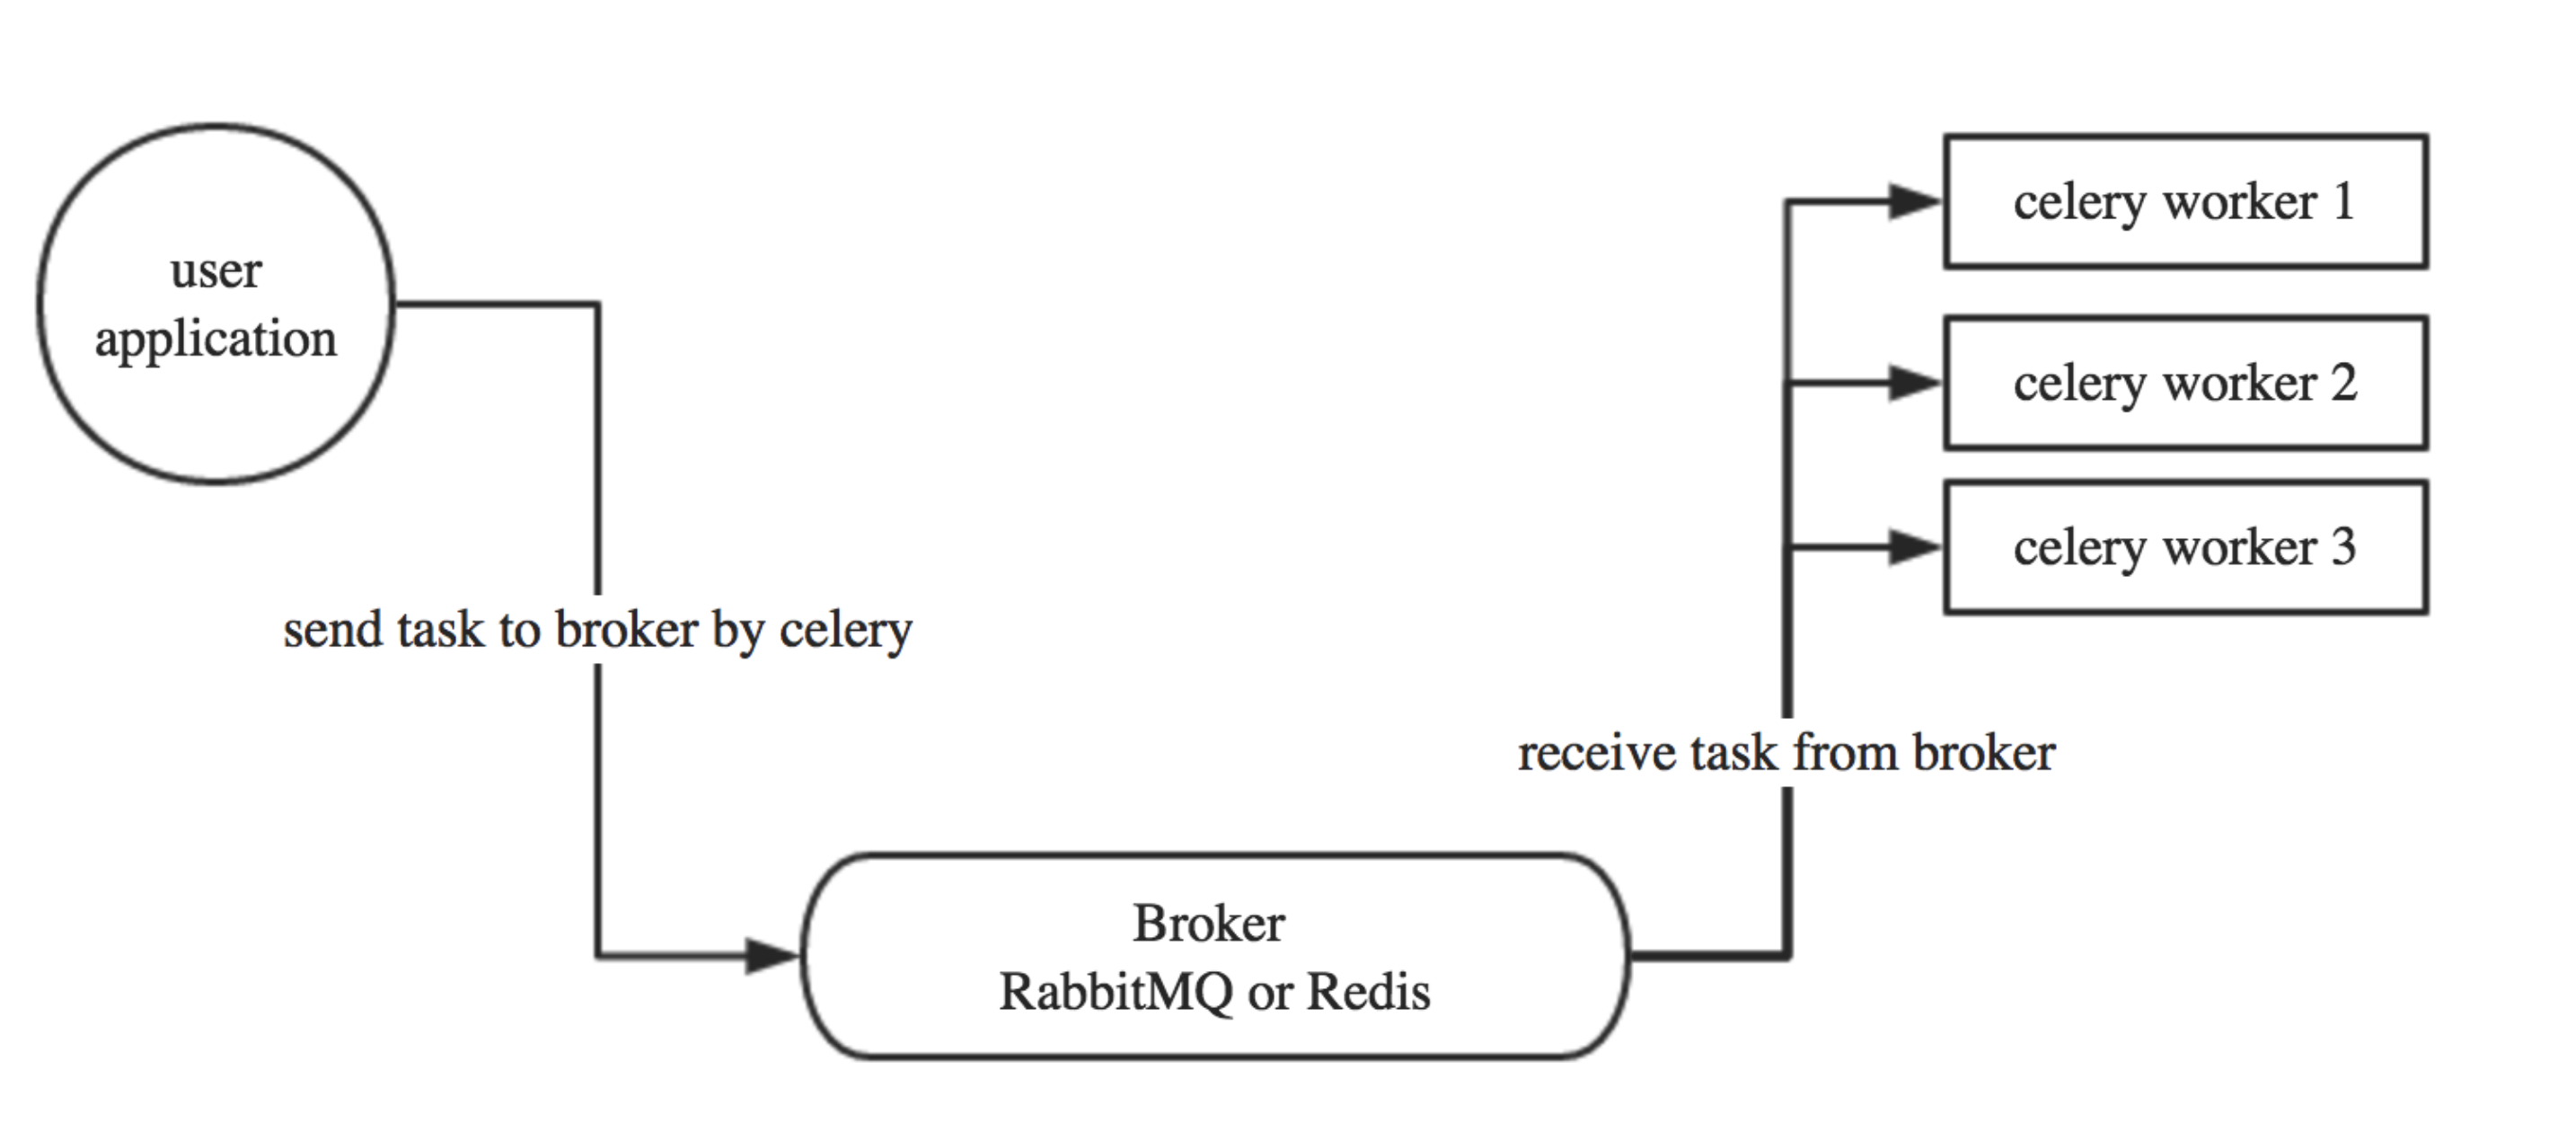 user
application
send task to broker by celery
Broker
RabbitMQ or Redis
receive task from broker
celery worker 1
celery worker 2
celery worker 3